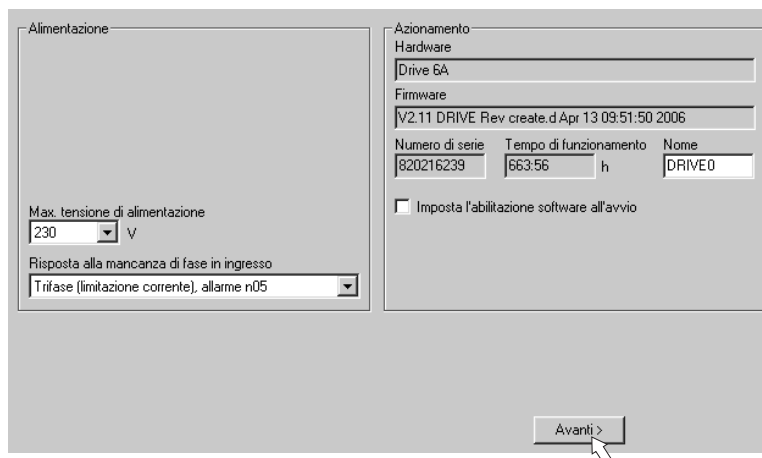 Alimentazione
Max. tensione di alimentazione
230 V
Risposta alla mancanza di fase in ingresso
Trifase (limitazione corrente), allarme n05
Azionamento
Hardware
Drive 6A
Firmware
V2.11 DRIVE Rev create.d Apr 13 09:51:50 2006
Numero di serie Tempo di funzionamento Nome
820216239 663:56 h DRIVE0
Imposta l'abilitazione software all'avvio
Avanti >